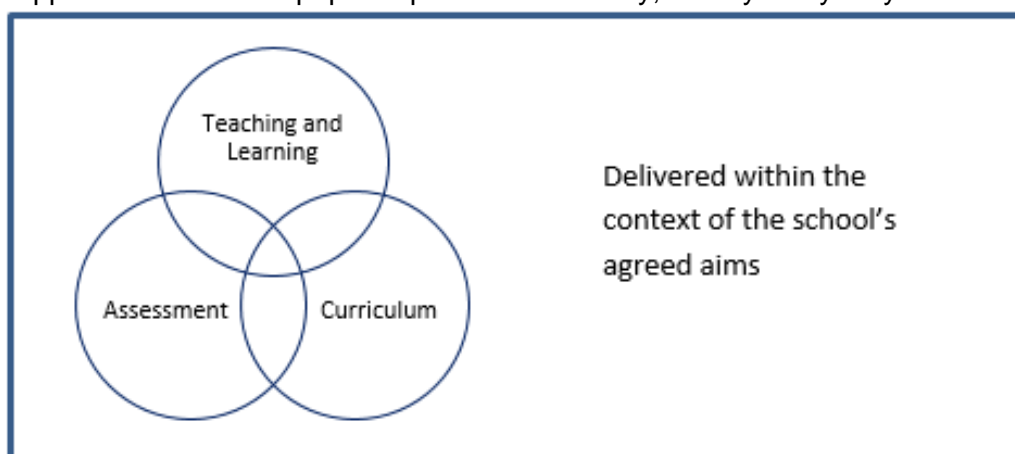 Teaching and
Learning
Assessment
Curriculum
Delivered within the
context of the school's
agreed aims